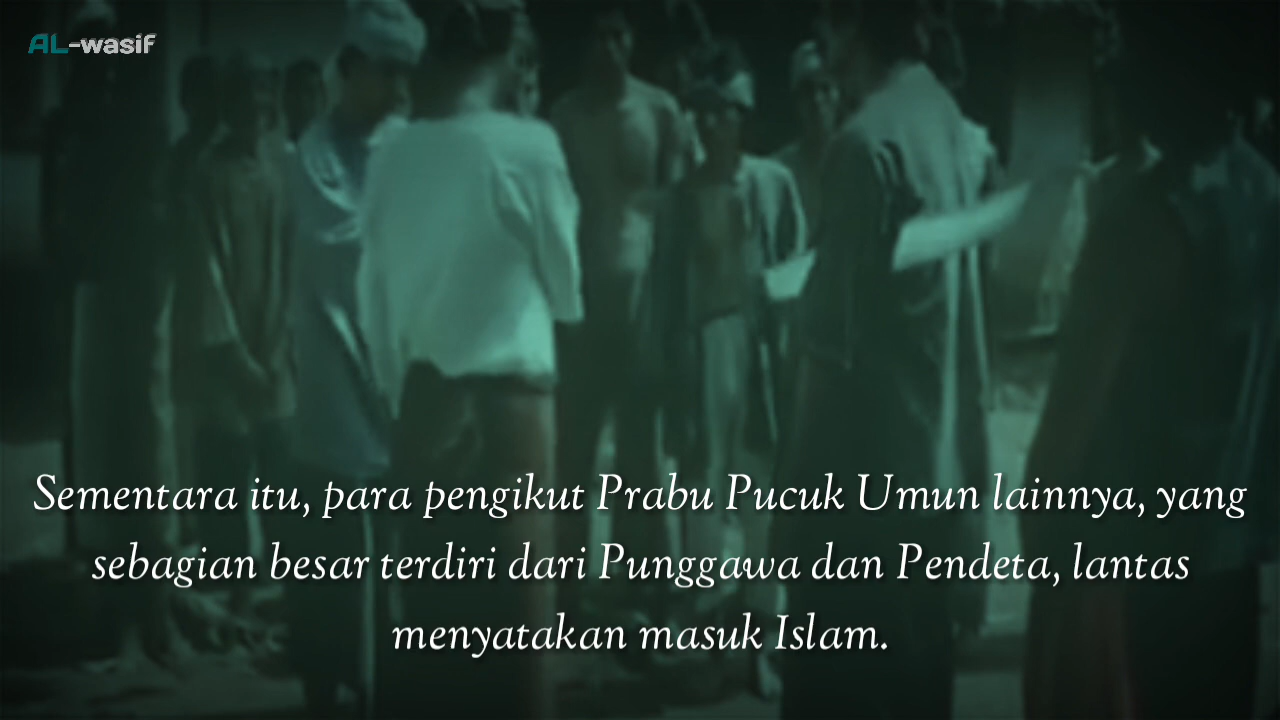 AL-wasif
Sementara itu, para pengikut Prabu Pucuk Umun lainnya, yang
sebagian besar terdiri dari Punggawa dan Pendeta, lantas
menyatakan masuk Islam.